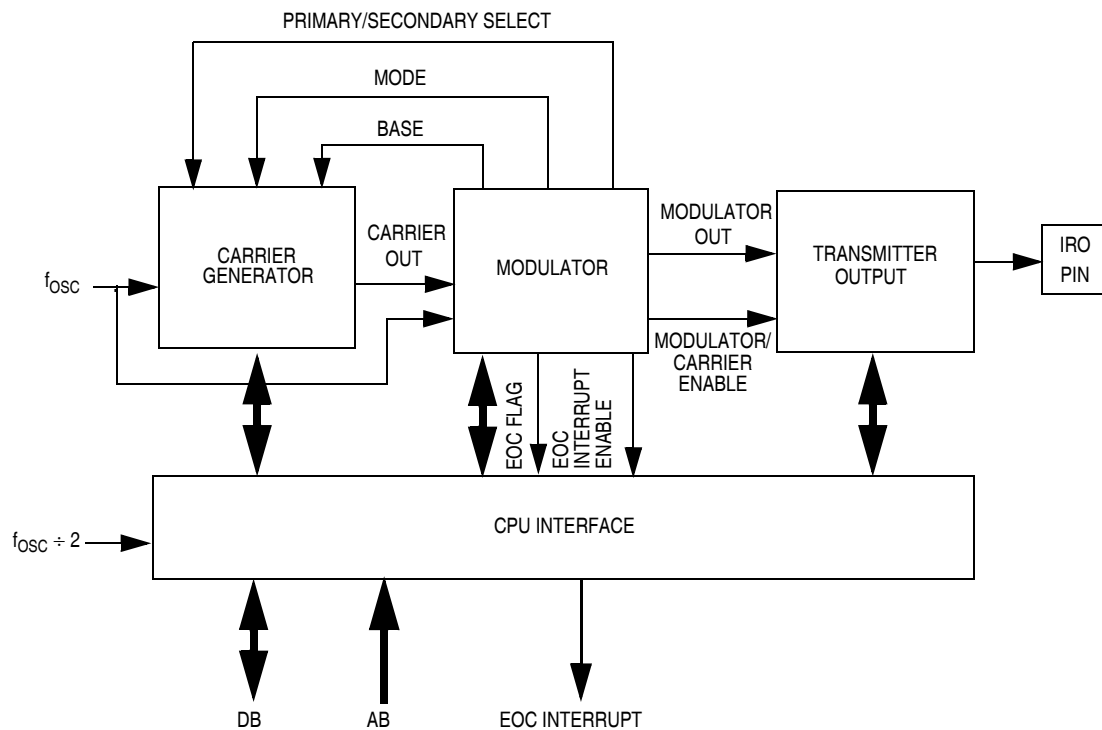 PRIMARY/SECONDARY SELECT
MODE
BASE
CARRIER
GENERATOR
CARRIER
OUT
MODULATOR
MODULATOR
OUT
TRANSMITTER
OUTPUT
IRO
PIN
fOSC
MODULATOR/
CARRIER
ENABLE
EOC FLAG
EOC
INTERRUPT
ENABLE
CPU INTERFACE
fOSC ÷ 2
DB
AB
EOC INTERRUPT